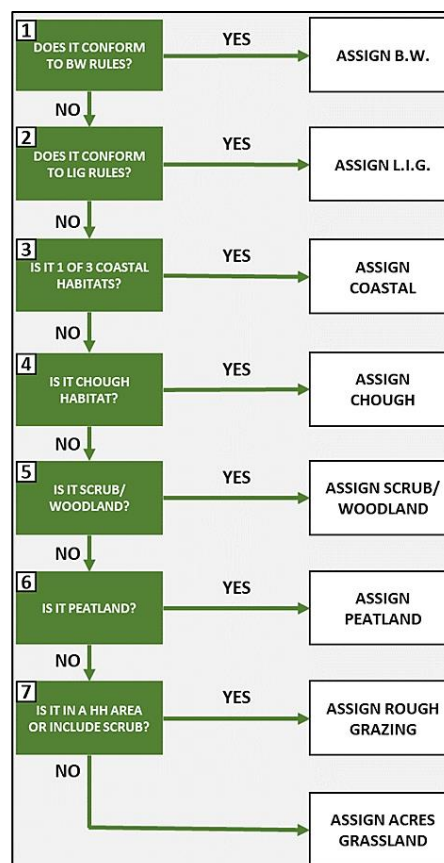 1
DOES IT CONFORM
TO BW RULES?
YES
ASSIGN B.W.
NO
2
DOES IT CONFORM
TO LIG RULES?
YES
ASSIGN L.I.G.
NO
3
IS IT 1 OF 3 COASTAL
HABITATS?
YES
ASSIGN
COASTAL
NO
4
IS IT CHOUGH
HABITAT?
YES
ASSIGN
CHOUGH
NO
5
IS IT SCRUB/
WOODLAND?
YES
ASSIGN SCRUB/
WOODLAND
NO
6
IS IT PEATLAND?
YES
ASSIGN
PEATLAND
NO
7
IS IT IN A HH AREA
OR INCLUDE SCRUB?
YES
ASSIGN ROUGH
GRAZING
NO
ASSIGN ACRES
GRASSLAND